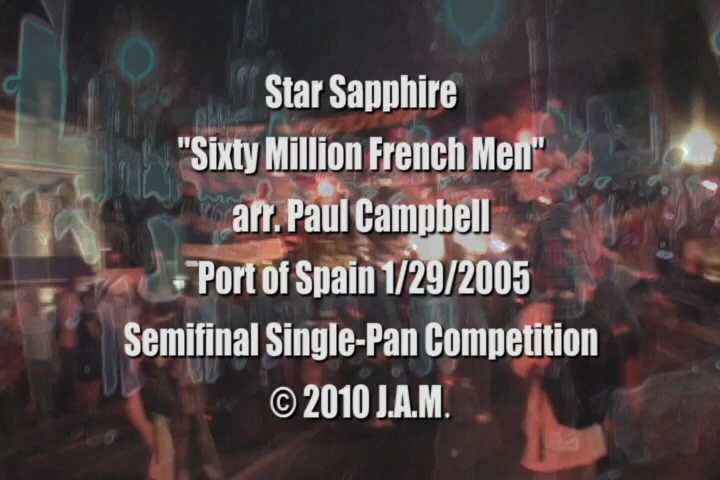 Star Sapphire
"Sixty Million French Men"
arr. Paul Campbell
Port of Spain 1/29/2005
Semifinal Single-Pan Competition
© 2010 J.A.M.